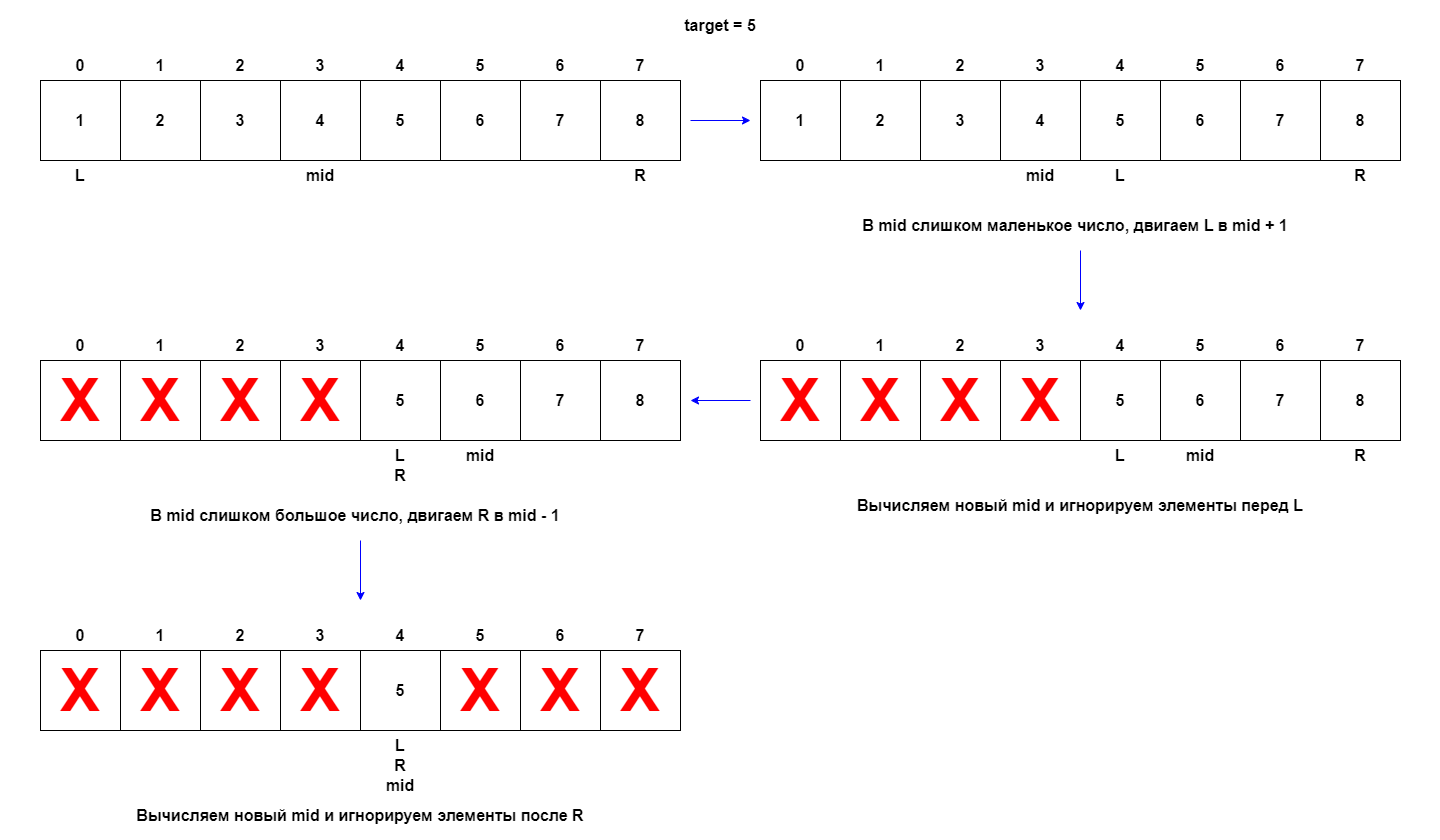 target = 5
0 1 2 3 4 5 6 7
1 2 3 4 5 6 7 8
L mid R
0 1 2 3 4 5 6 7
1 2 3 4 5 6 7 8
mid L R
В mid слишком маленькое число, двигаем L в mid + 1
0 1 2 3 4 5 6 7
X X X X 5 6 7 8
L mid R
Вычисляем новый mid и игнорируем элементы перед L
0 1 2 3 4 5 6 7
X X X X 5 6 7 8
L mid
R
В mid слишком большое число, двигаем R в mid - 1
0 1 2 3 4 5 6 7
X X X X 5 X X X
L
R
mid
Вычисляем новый mid и игнорируем элементы после R